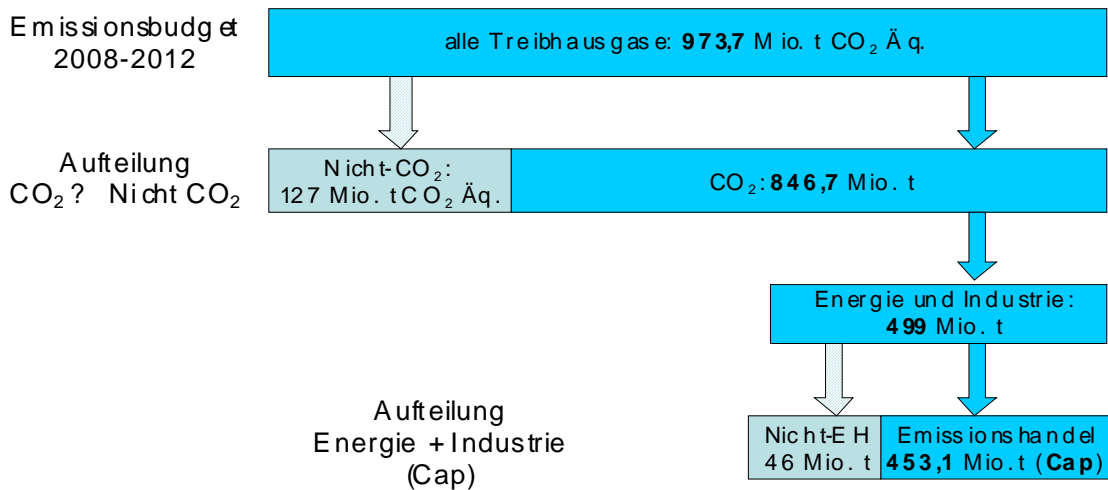 Emissionsbudget
2008-2012
alle Treibhausgase: 973,7 Mio. t CO₂ Äq.
Aufteilung
CO₂? Nicht CO₂
Nicht-CO₂:
127 Mio. t CO₂ Äq.
CO₂: 846,7 Mio. t
Energie und Industrie:
499 Mio. t
Aufteilung
Energie + Industrie
(Cap)
Nicht-EH
46 Mio. t
Emissionshandel
453,1 Mio.t (Cap)